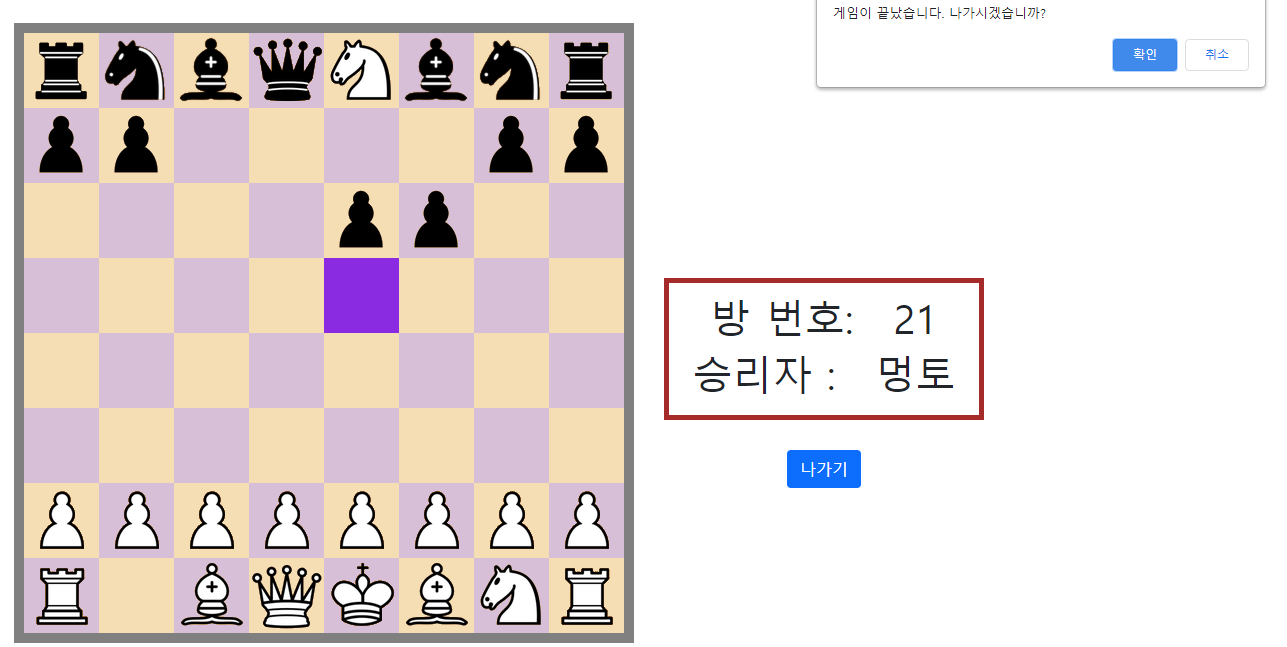 게임이 끝났습니다. 나가시겠습니까?
확인 취소
방 번호: 21
승리자 : 멍토
나가기